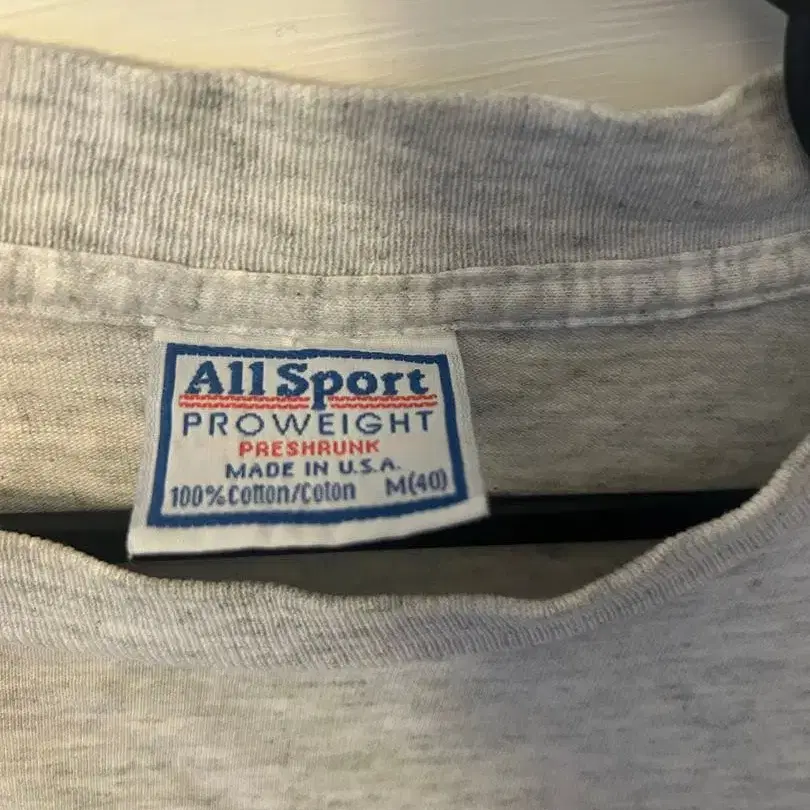 All Sport
PROWEIGHT
PRESHRUNK
MADE IN U.S.A.
100%Cotton/Coton M(40)